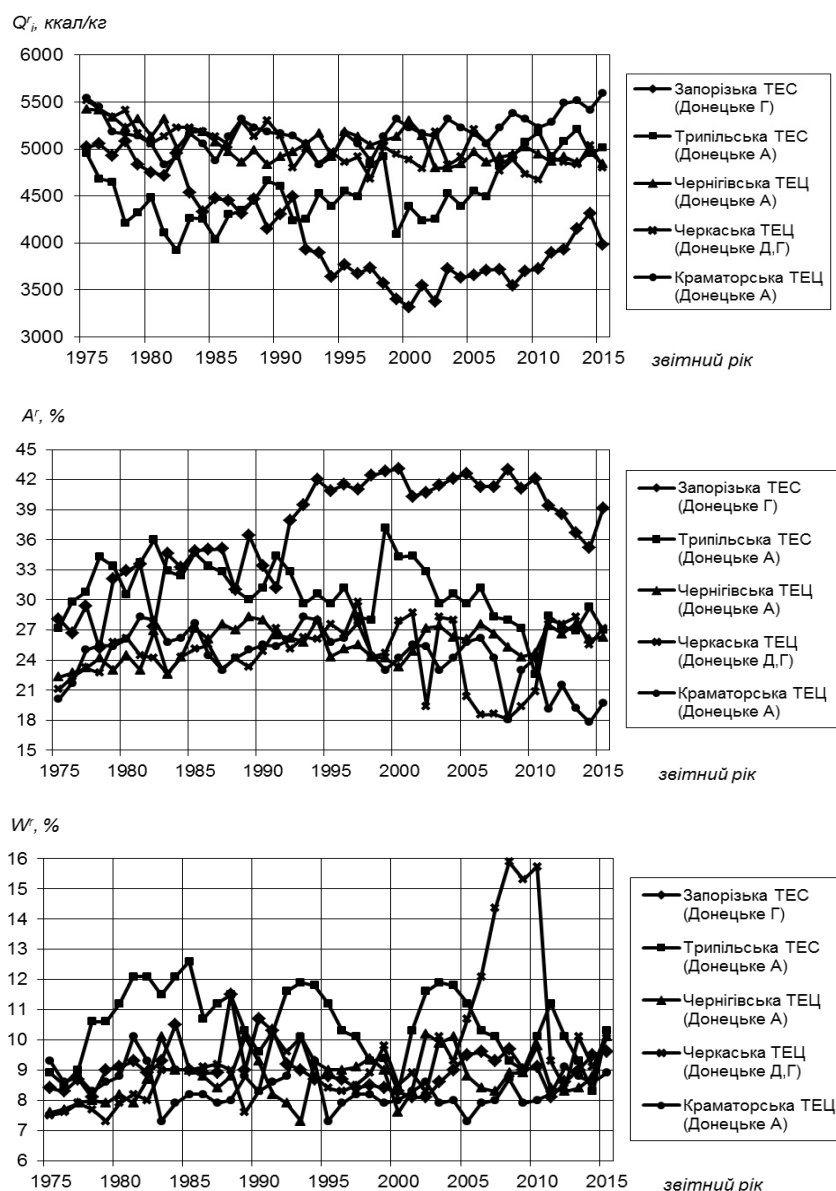 Qʳᵢ, ккал/кг
6000
5500
5000
4500
4000
3500
3000
1975 1980 1985 1990 1995 2000 2005 2010 2015
звітний рік
Запорізька ТЕС
(Донецьке Г)
Трипільська ТЕС
(Донецьке А)
Чернігівська ТЕЦ
(Донецьке А)
Черкаська ТЕЦ
(Донецьке Д,Г)
Краматорська ТЕЦ
(Донецьке А)
Aʳ, %
45
42
39
36
33
30
27
24
21
18
15
1975 1980 1985 1990 1995 2000 2005 2010 2015
звітний рік
Запорізька ТЕС
(Донецьке Г)
Трипільська ТЕС
(Донецьке А)
Чернігівська ТЕЦ
(Донецьке А)
Черкаська ТЕЦ
(Донецьке Д,Г)
Краматорська ТЕЦ
(Донецьке А)
Wʳ, %
16
15
14
13
12
11
10
9
8
7
6
1975 1980 1985 1990 1995 2000 2005 2010 2015
звітний рік
Запорізька ТЕС
(Донецьке Г)
Трипільська ТЕС
(Донецьке А)
Чернігівська ТЕЦ
(Донецьке А)
Черкаська ТЕЦ
(Донецьке Д,Г)
Краматорська ТЕЦ
(Донецьке А)